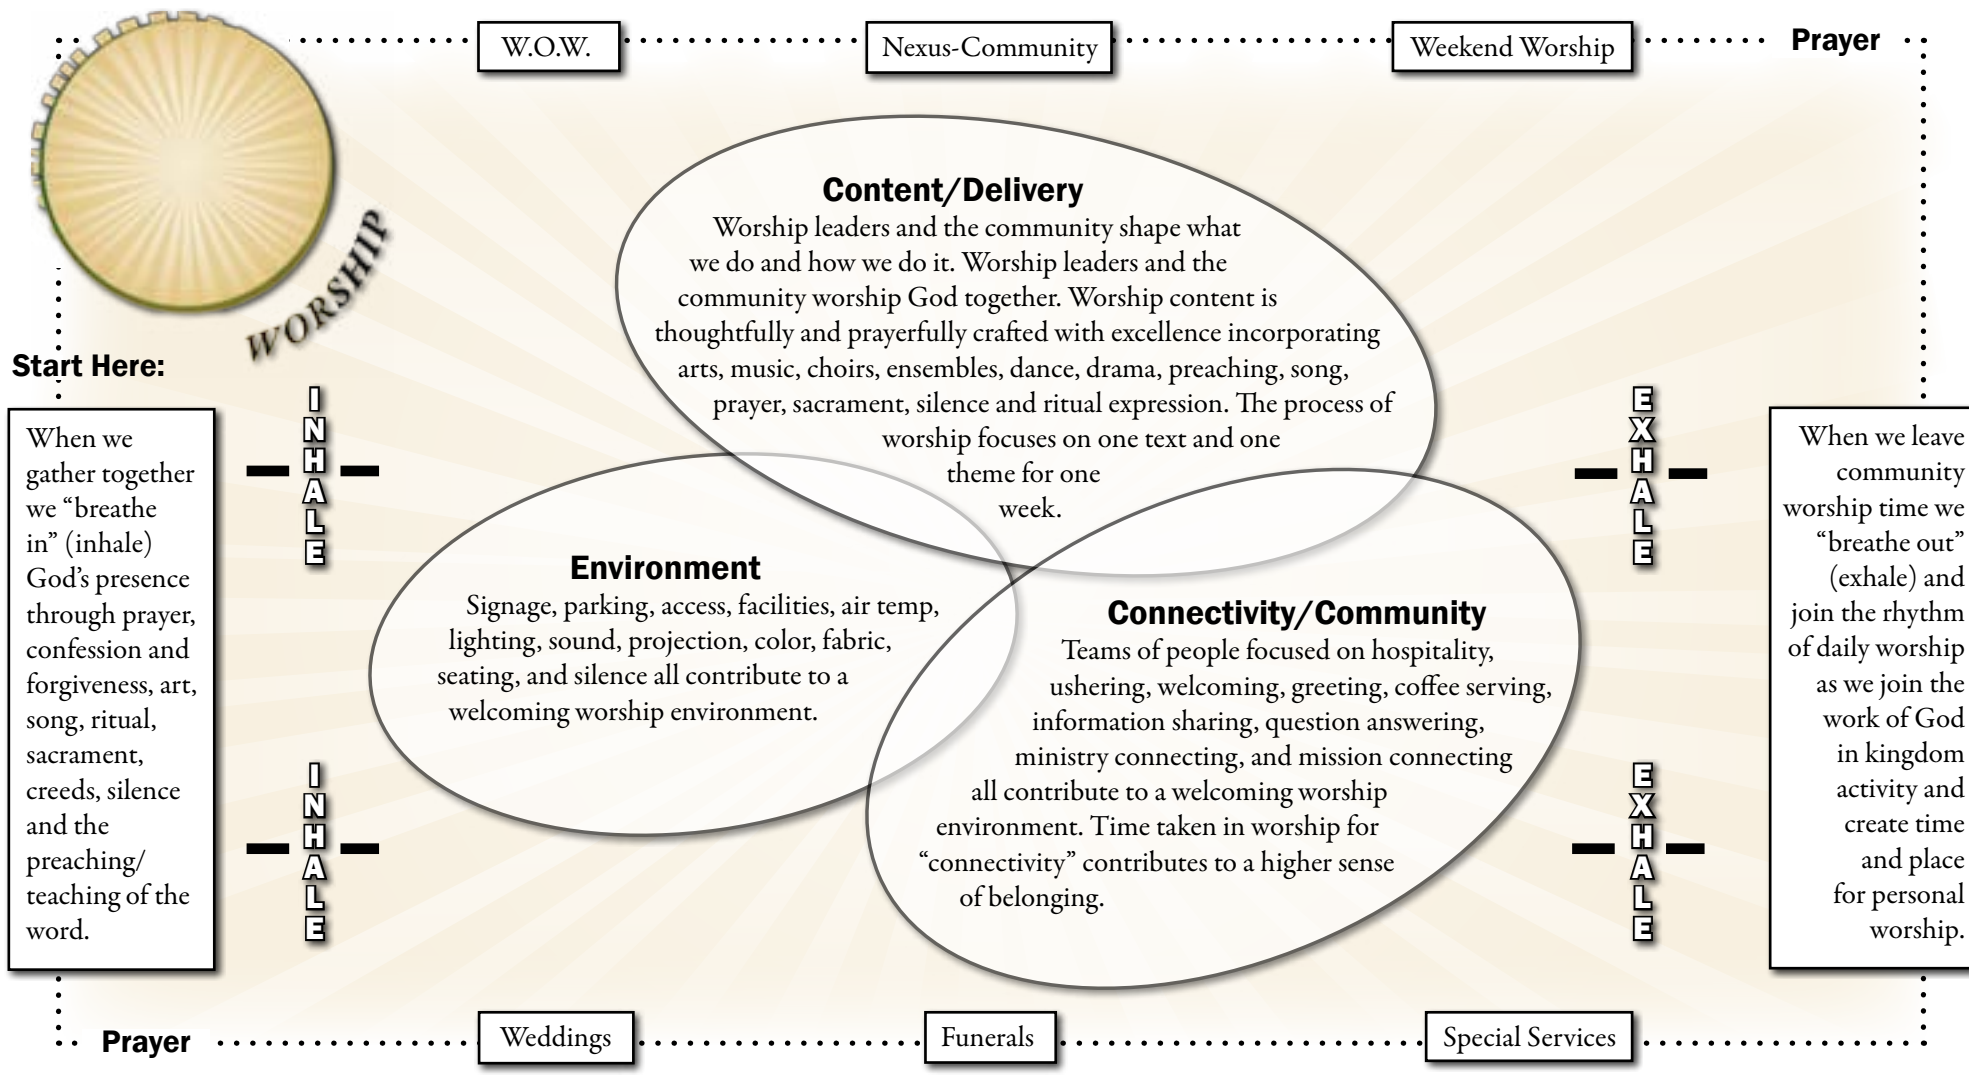 W.O.W.
Nexus-Community
Weekend Worship
Prayer
WORSHIP
Start Here:
When we
gather together
we “breathe
in” (inhale)
God’s presence
through prayer,
confession and
forgiveness, art,
song, ritual,
sacrament,
creeds, silence
and the
preaching/
teaching of the
word.
INHALE
INHALE
Content/Delivery
Worship leaders and the community shape what
we do and how we do it. Worship leaders and the
community worship God together. Worship content is
thoughtfully and prayerfully crafted with excellence incorporating
arts, music, choirs, ensembles, dance, drama, preaching, song,
prayer, sacrament, silence and ritual expression. The process of
worship focuses on one text and one
theme for one
week.
Environment
Signage, parking, access, facilities, air temp,
lighting, sound, projection, color, fabric,
seating, and silence all contribute to a
welcoming worship environment.
Connectivity/Community
Teams of people focused on hospitality,
ushering, welcoming, greeting, coffee serving,
information sharing, question answering,
ministry connecting, and mission connecting
all contribute to a welcoming worship
environment. Time taken in worship for
“connectivity” contributes to a higher sense
of belonging.
EXHALE
EXHALE
When we leave
community
worship time we
“breathe out”
(exhale) and
join the rhythm
of daily worship
as we join the
work of God
in kingdom
activity and
create time
and place
for personal
worship.
Prayer
Weddings
Funerals
Special Services